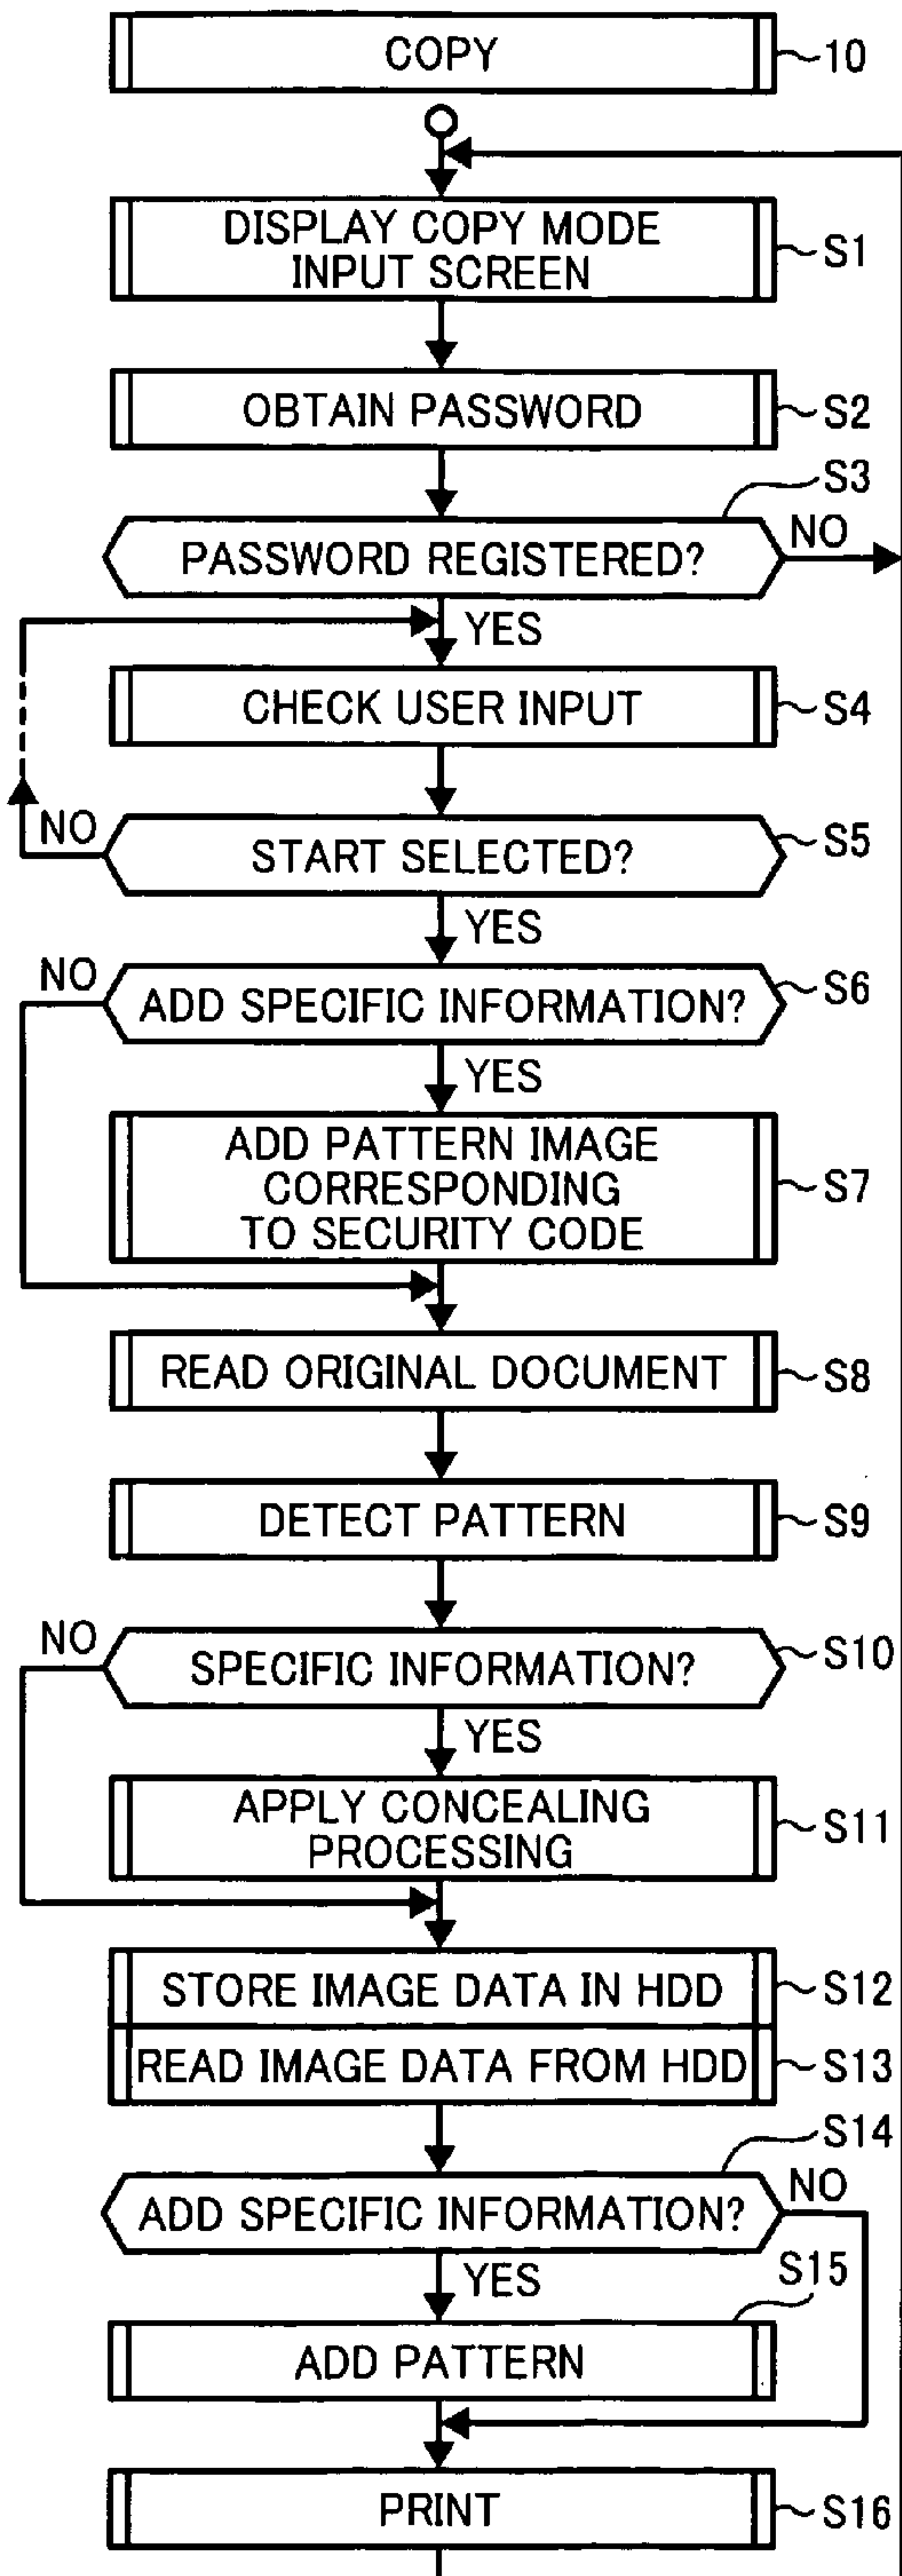 COPY
10
DISPLAY COPY MODE
INPUT SCREEN
S1
OBTAIN PASSWORD
S2
S3
PASSWORD REGISTERED?
NO
YES
CHECK USER INPUT
S4
NO
START SELECTED?
S5
YES
NO
ADD SPECIFIC INFORMATION?
S6
YES
ADD PATTERN IMAGE
CORRESPONDING
TO SECURITY CODE
S7
READ ORIGINAL DOCUMENT
S8
DETECT PATTERN
S9
NO
SPECIFIC INFORMATION?
S10
YES
APPLY CONCEALING
PROCESSING
S11
STORE IMAGE DATA IN HDD
S12
READ IMAGE DATA FROM HDD
S13
S14
ADD SPECIFIC INFORMATION?
NO
YES
S15
ADD PATTERN
PRINT
S16